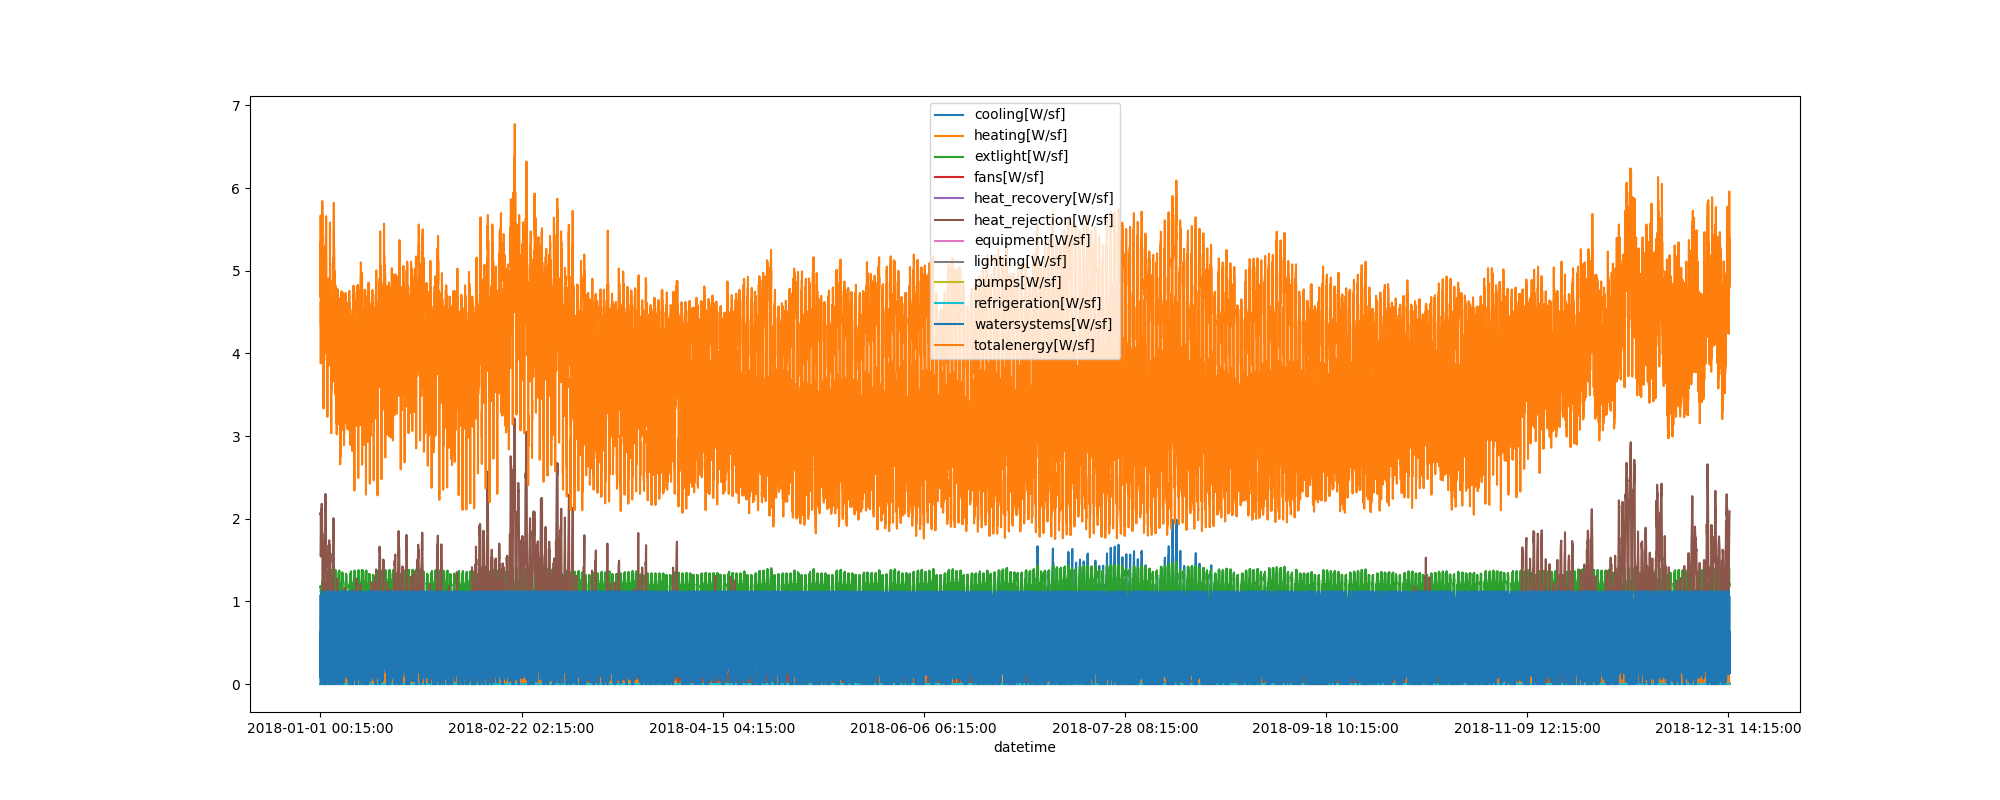 7
6
5
4
3
2
1
0
cooling[W/sf]
heating[W/sf]
extlight[W/sf]
fans[W/sf]
heat_recovery[W/sf]
heat_rejection[W/sf]
equipment[W/sf]
lighting[W/sf]
pumps[W/sf]
refrigeration[W/sf]
watersystems[W/sf]
totalenergy[W/sf]
2018-01-01 00:15:00 2018-02-22 02:15:00 2018-04-15 04:15:00 2018-06-06 06:15:00 2018-07-28 08:15:00 2018-09-18 10:15:00 2018-11-09 12:15:00 2018-12-31 14:15:00
datetime